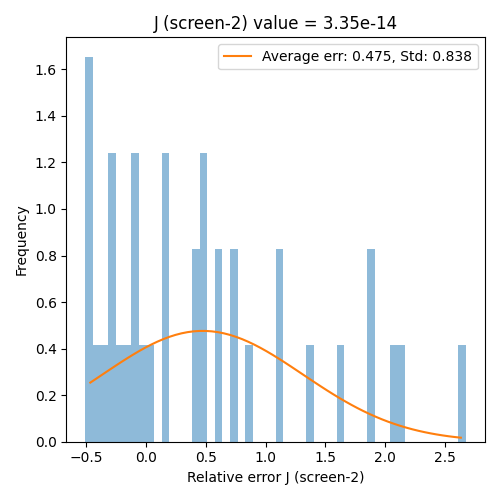 J (screen-2) value = 3.35e-14
Average err: 0.475, Std: 0.838
Frequency
1.6
1.4
1.2
1.0
0.8
0.6
0.4
0.2
0.0
−0.5 0.0 0.5 1.0 1.5 2.0 2.5
Relative error J (screen-2)